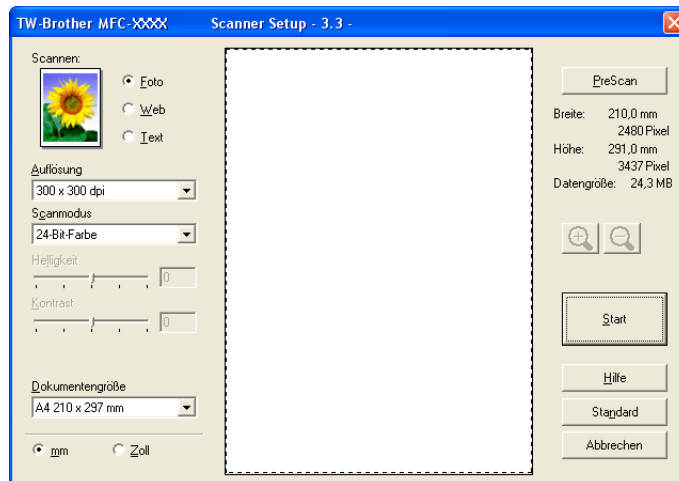 TW-Brother MFC-XXXX Scanner Setup - 3.3 -
Scannen:
Foto
Web
Text
Auflösung
300 x 300 dpi
Scanmodus
24-Bit-Farbe
Helligkeit
0
Kontrast
0
Dokumentengröße
A4 210 x 297 mm
mm Zoll
PreScan
Breite: 210,0 mm
2480 Pixel
Höhe: 291,0 mm
3437 Pixel
Datengröße: 24,3 MB
Start
Hilfe
Standard
Abbrechen